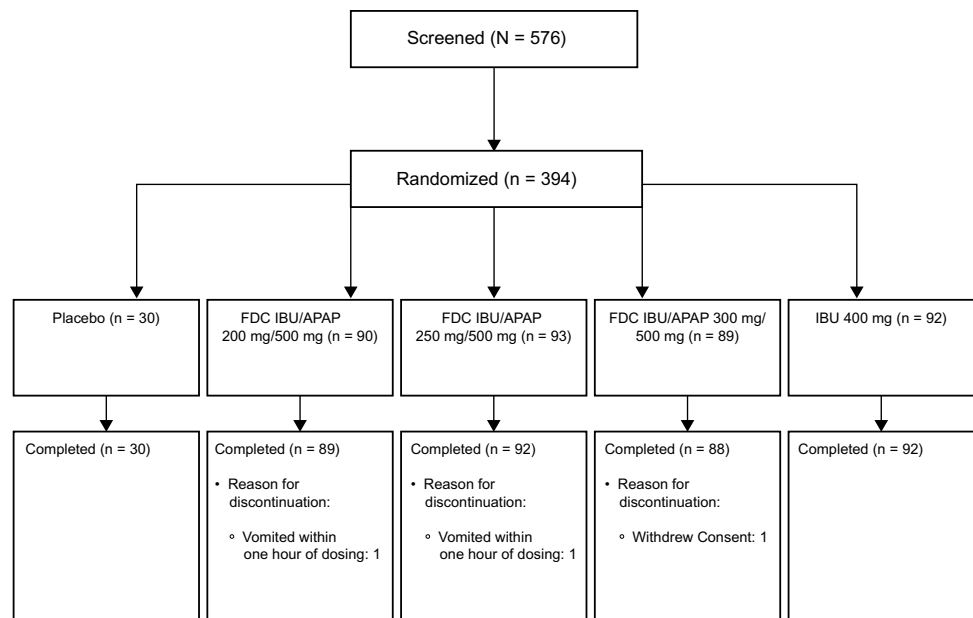 Screened (N = 576)
Randomized (n = 394)
Placebo (n = 30)
FDC IBU/APAP
200 mg/500 mg (n = 90)
FDC IBU/APAP
250 mg/500 mg (n = 93)
FDC IBU/APAP 300 mg/
500 mg (n = 89)
IBU 400 mg (n = 92)
Completed (n = 30)
Completed (n = 89)
• Reason for
discontinuation:
° Vomited within
one hour of dosing: 1
Completed (n = 92)
• Reason for
discontinuation:
° Vomited within
one hour of dosing: 1
Completed (n = 88)
• Reason for
discontinuation:
° Withdrew Consent: 1
Completed (n = 92)